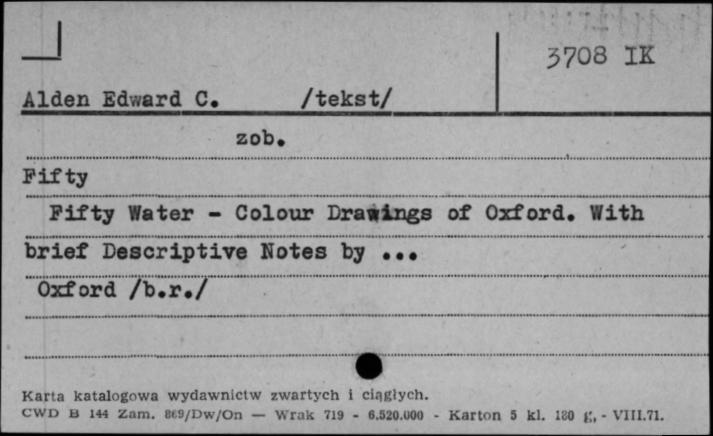 3708 IK
Alden Edward C. /tekst/
zob.
Fifty
Fifty Water - Colour Drawings of Oxford. With
brief Descriptive Notes by ...
Oxford /b.r./
Karta katalogowa wydawnictw zwartych i ciągłych.
CWD B 144 Zam. 869/Dw/On — Wrak 719 - 6.520.000 - Karton 5 kl. 180 g, - VIII.71.